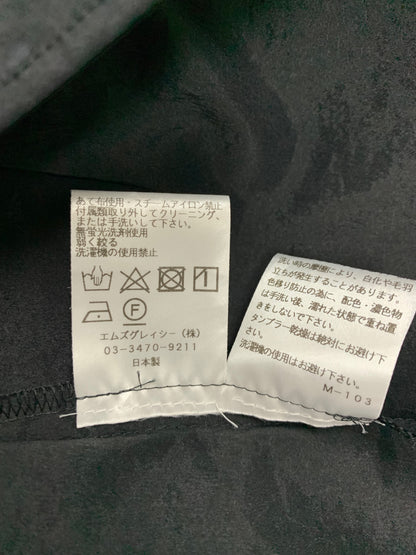 あて布使用・スチームアイロン禁止
付属類取り外してクリーニング、
または手洗いして下さい。
無蛍光洗剤使用
弱く絞る
洗濯機の使用禁止
F
エムズグレイシー(株)
03-3470-9211
日本製
L
洗い時の摩擦により、白化や毛羽
立ちが発生することがあります。
色移り防止の為に、配色・濃色物
は手洗い後、濡れた状態で重ね置
きをしないで下さい。
タンブラー乾燥は絶対にお避け下
さい。
洗濯機の使用はお避け下さい。
M-103